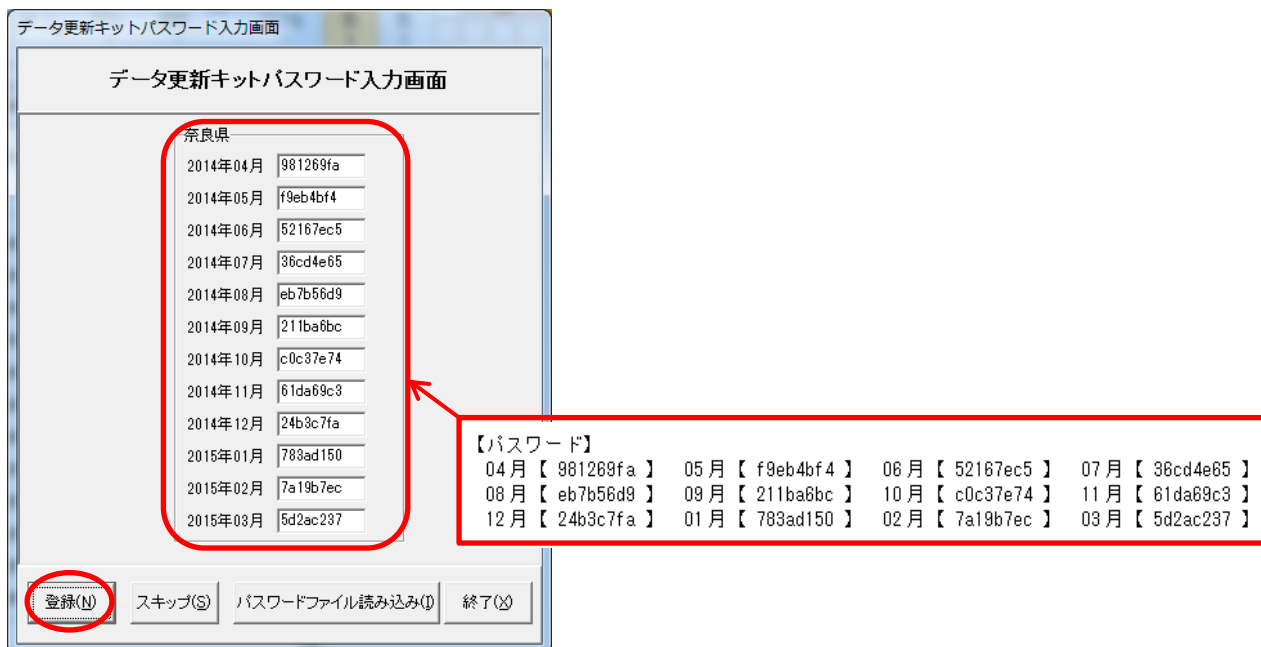 データ更新キットパスワード入力画面
データ更新キットパスワード入力画面
奈良県
2014年04月 981269fa
2014年05月 f9eb4bf4
2014年06月 52167ec5
2014年07月 36cd4e65
2014年08月 eb7b56d9
2014年09月 211ba6bc
2014年10月 c0c37e74
2014年11月 61da69c3
2014年12月 24b3c7fa
2015年01月 783ad150
2015年02月 7a19b7ec
2015年03月 5d2ac237
【パスワード】
04月【 981269fa 】 05月【 f9eb4bf4 】 06月【 52167ec5 】 07月【 36cd4e65 】
08月【 eb7b56d9 】 09月【 211ba6bc 】 10月【 c0c37e74 】 11月【 61da69c3 】
12月【 24b3c7fa 】 01月【 783ad150 】 02月【 7a19b7ec 】 03月【 5d2ac237 】
登録(N) スキップ(S) パスワードファイル読み込み(I) 終了(X)